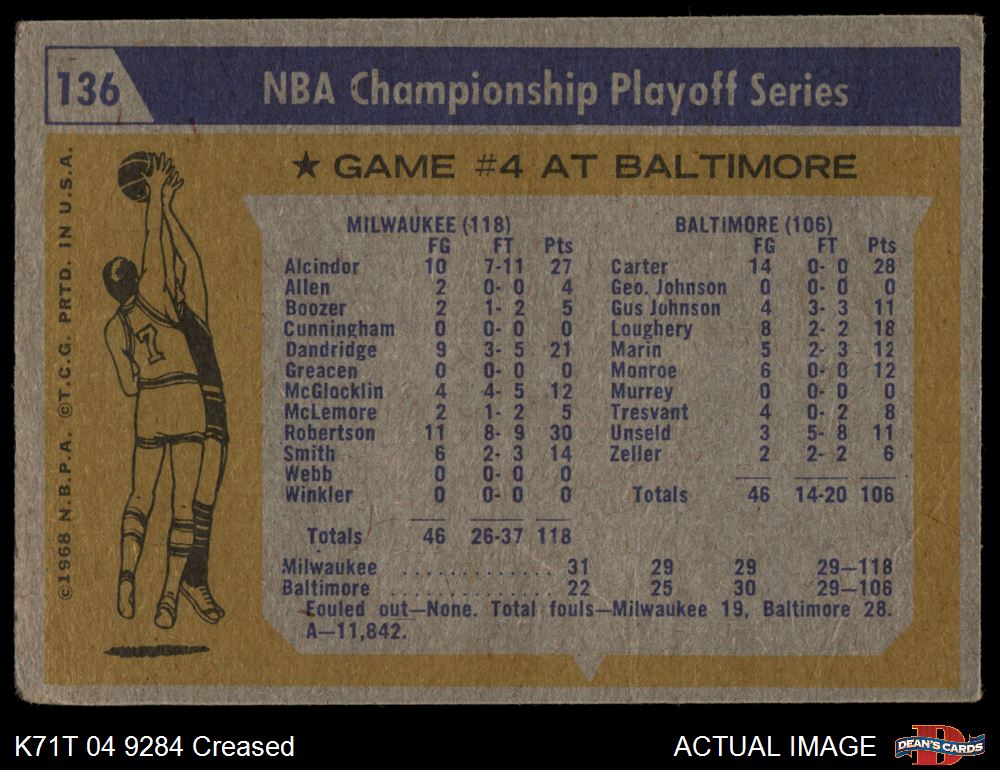 136
NBA Championship Playoff Series
★ GAME #4 AT BALTIMORE
©1968 N.B.P.A. ©T.C.G. PRTD. IN U.S.A.
1
MILWAUKEE (118)
FG FT Pts
Alcindor 10 7-11 27
Allen 2 0- 0 4
Boozer 2 1- 2 5
Cunningham 0 0- 0 0
Dandridge 9 3- 5 21
Greacen 0 0- 0 0
McGlocklin 4 4- 5 12
McLemore 2 1- 2 5
Robertson 11 8- 9 30
Smith 6 2- 3 14
Webb 0 0- 0 0
Winkler 0 0- 0 0
Totals 46 26-37 118
BALTIMORE (106)
FG FT Pts
Carter 14 0- 0 28
Geo. Johnson 0 0- 0 0
Gus Johnson 4 3- 3 11
Loughery 8 2- 2 18
Marin 5 2- 3 12
Monroe 6 0- 0 12
Murrey 0 0- 0 0
Tresvant 4 0- 2 8
Unseld 3 5- 8 11
Zeller 2 2- 2 6
Totals 46 14-20 106
Milwaukee . . . . . . . . . . . . . 31 29 29 29—118
Baltimore . . . . . . . . . . . . . . 22 25 30 29—106
Fouled out—None. Total fouls—Milwaukee 19, Baltimore 28.
A—11,842.
K71T 04 9284 Creased
ACTUAL IMAGE
D
DEAN'S CARDS